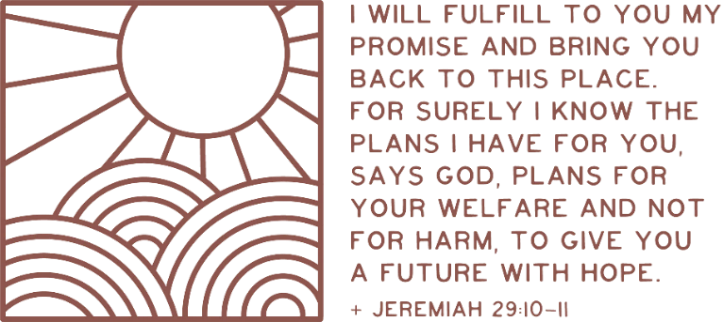 I WILL FULFILL TO YOU MY
PROMISE AND BRING YOU
BACK TO THIS PLACE.
FOR SURELY I KNOW THE
PLANS I HAVE FOR YOU,
SAYS GOD, PLANS FOR
YOUR WELFARE AND NOT
FOR HARM, TO GIVE YOU
A FUTURE WITH HOPE.
+ JEREMIAH 29:10-11